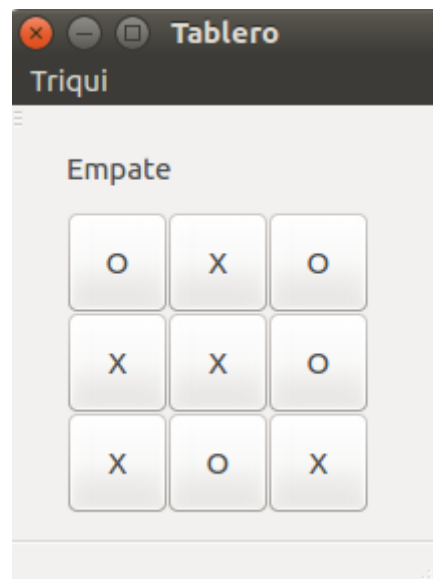 Tablero
Triqui
Empate
O X O
X X O
X O X